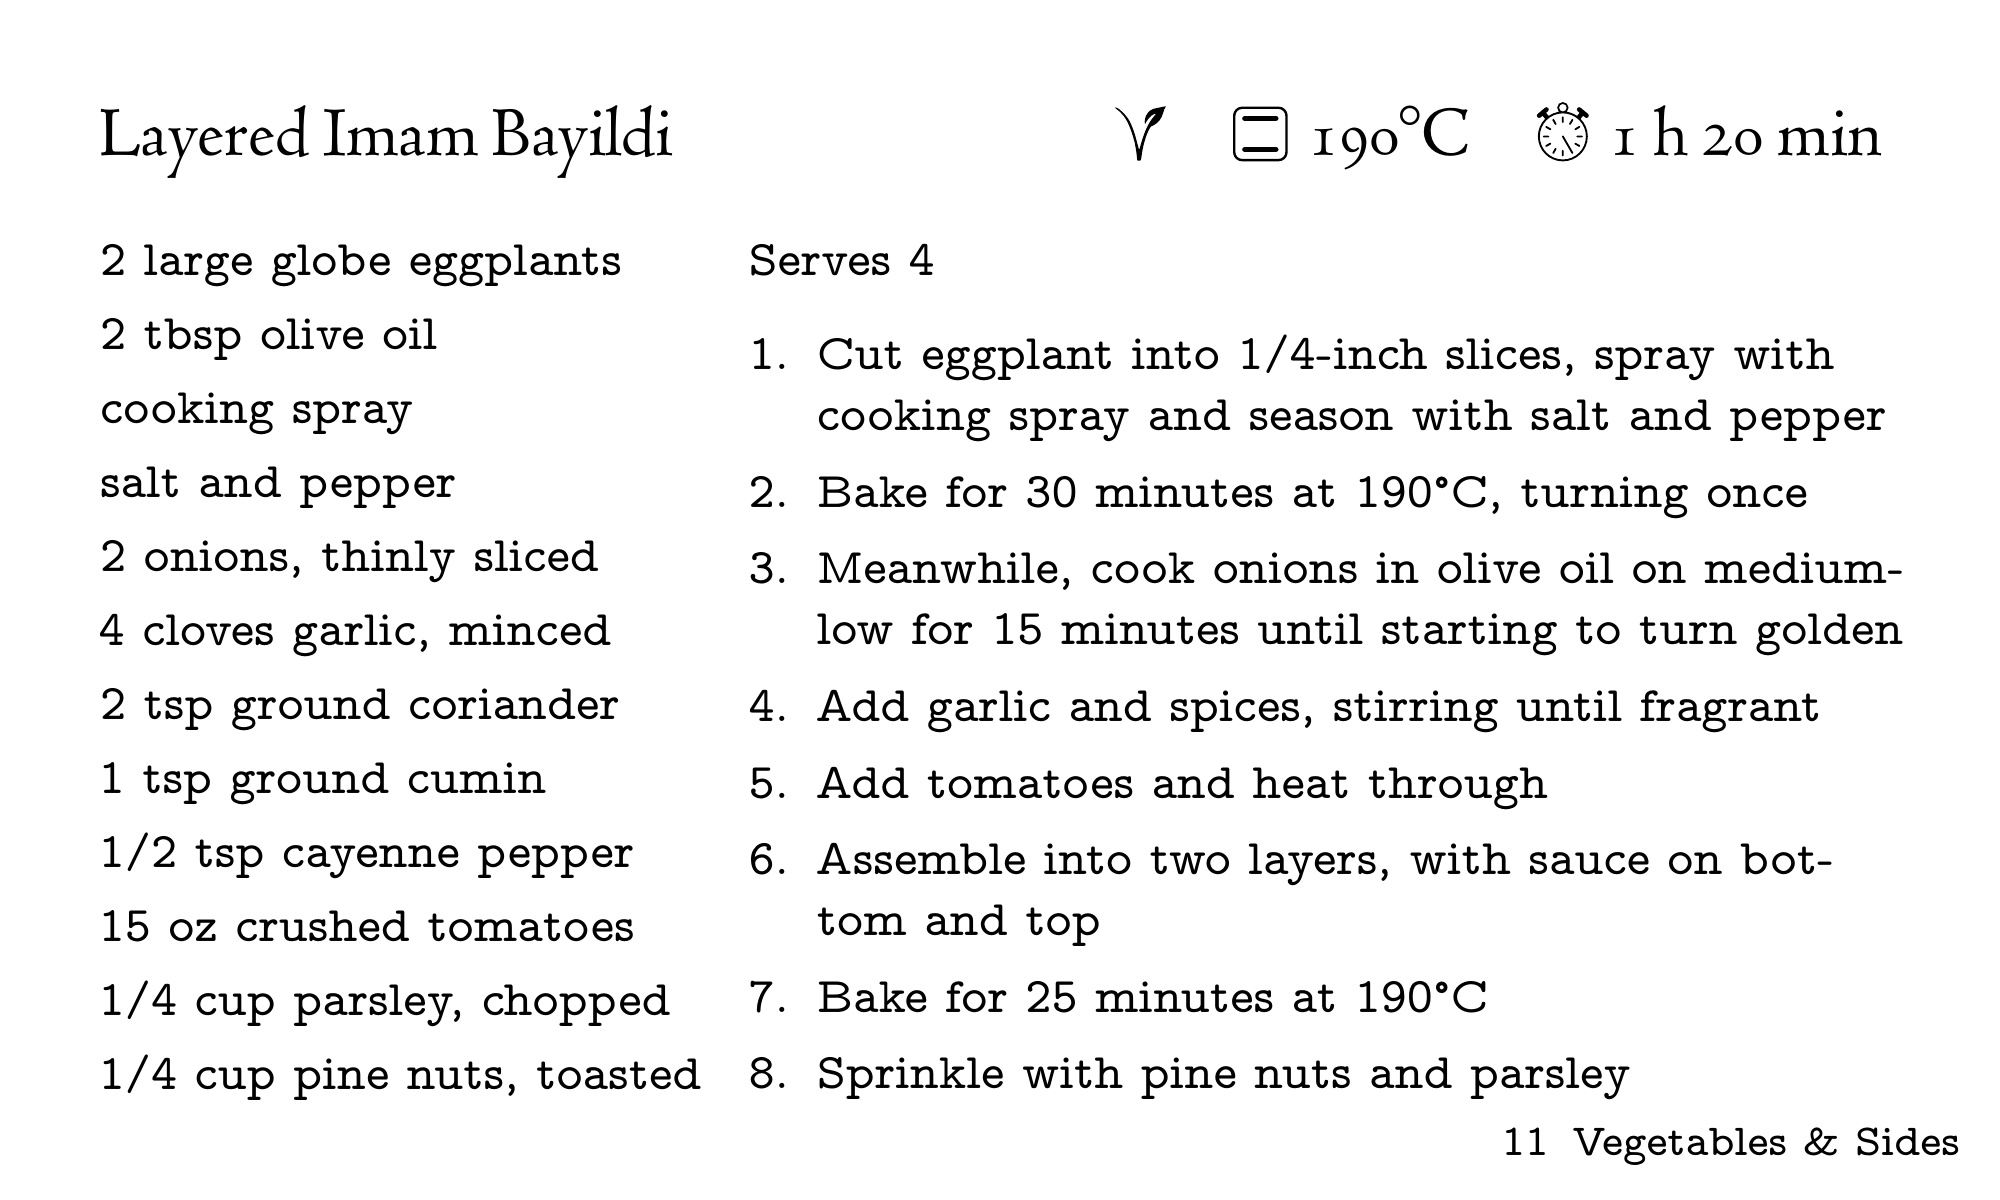 Layered Imam Bayildi
190°C 1 h 20 min
2 large globe eggplants
2 tbsp olive oil
cooking spray
salt and pepper
2 onions, thinly sliced
4 cloves garlic, minced
2 tsp ground coriander
1 tsp ground cumin
1/2 tsp cayenne pepper
15 oz crushed tomatoes
1/4 cup parsley, chopped
1/4 cup pine nuts, toasted
Serves 4
1. Cut eggplant into 1/4-inch slices, spray with
cooking spray and season with salt and pepper
2. Bake for 30 minutes at 190°C, turning once
3. Meanwhile, cook onions in olive oil on medium-
low for 15 minutes until starting to turn golden
4. Add garlic and spices, stirring until fragrant
5. Add tomatoes and heat through
6. Assemble into two layers, with sauce on bot-
tom and top
7. Bake for 25 minutes at 190°C
8. Sprinkle with pine nuts and parsley
11 Vegetables & Sides